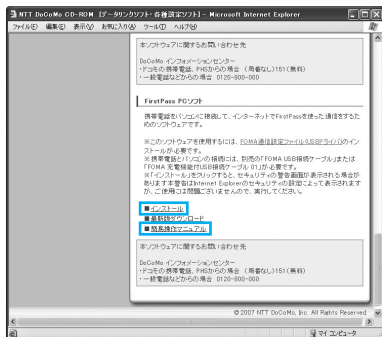 NTT DoCoMo CD-ROM [データリンクソフト・各種設定ソフト] - Microsoft Internet Explorer
ファイル(F) 編集(E) 表示(V) お気に入り(A) ツール(T) ヘルプ(H)
本ソフトウェアに関するお問い合わせ先
DoCoMo インフォメーションセンター
・ドコモの携帯電話、PHSからの場合 (局番なし)151(無料)
・一般電話などからの場合 0120-800-000
FirstPass PCソフト
携帯電話をパソコンに接続して、インターネットでFirstPassを使った通信をするた
めのソフトウェアです。
※このソフトウェアを使用するには、FOMA通信設定ファイル(USBドライバ)のイン
ストールが必要です。
※携帯電話とパソコンの接続には、別売の「FOMA USB接続ケーブル」または
「FOMA 充電機能付USB接続ケーブル 01」が必要です。
※「インストール」をクリックすると、セキュリティの警告画面が表示される場合が
あります本警告はInternet Explorerのセキュリティの設定によって表示されます
が、ご使用には問題ございませんので、実行してください。
■インストール
■最新版ダウンロード
■簡易操作マニュアル
本ソフトウェアに関するお問い合わせ先
DoCoMo インフォメーションセンター
・ドコモの携帯電話、PHSからの場合 (局番なし)151(無料)
・一般電話などからの場合 0120-800-000
© 2007 NTT DoCoMo, Inc. All Rights Reserved.
マイ コンピュータ